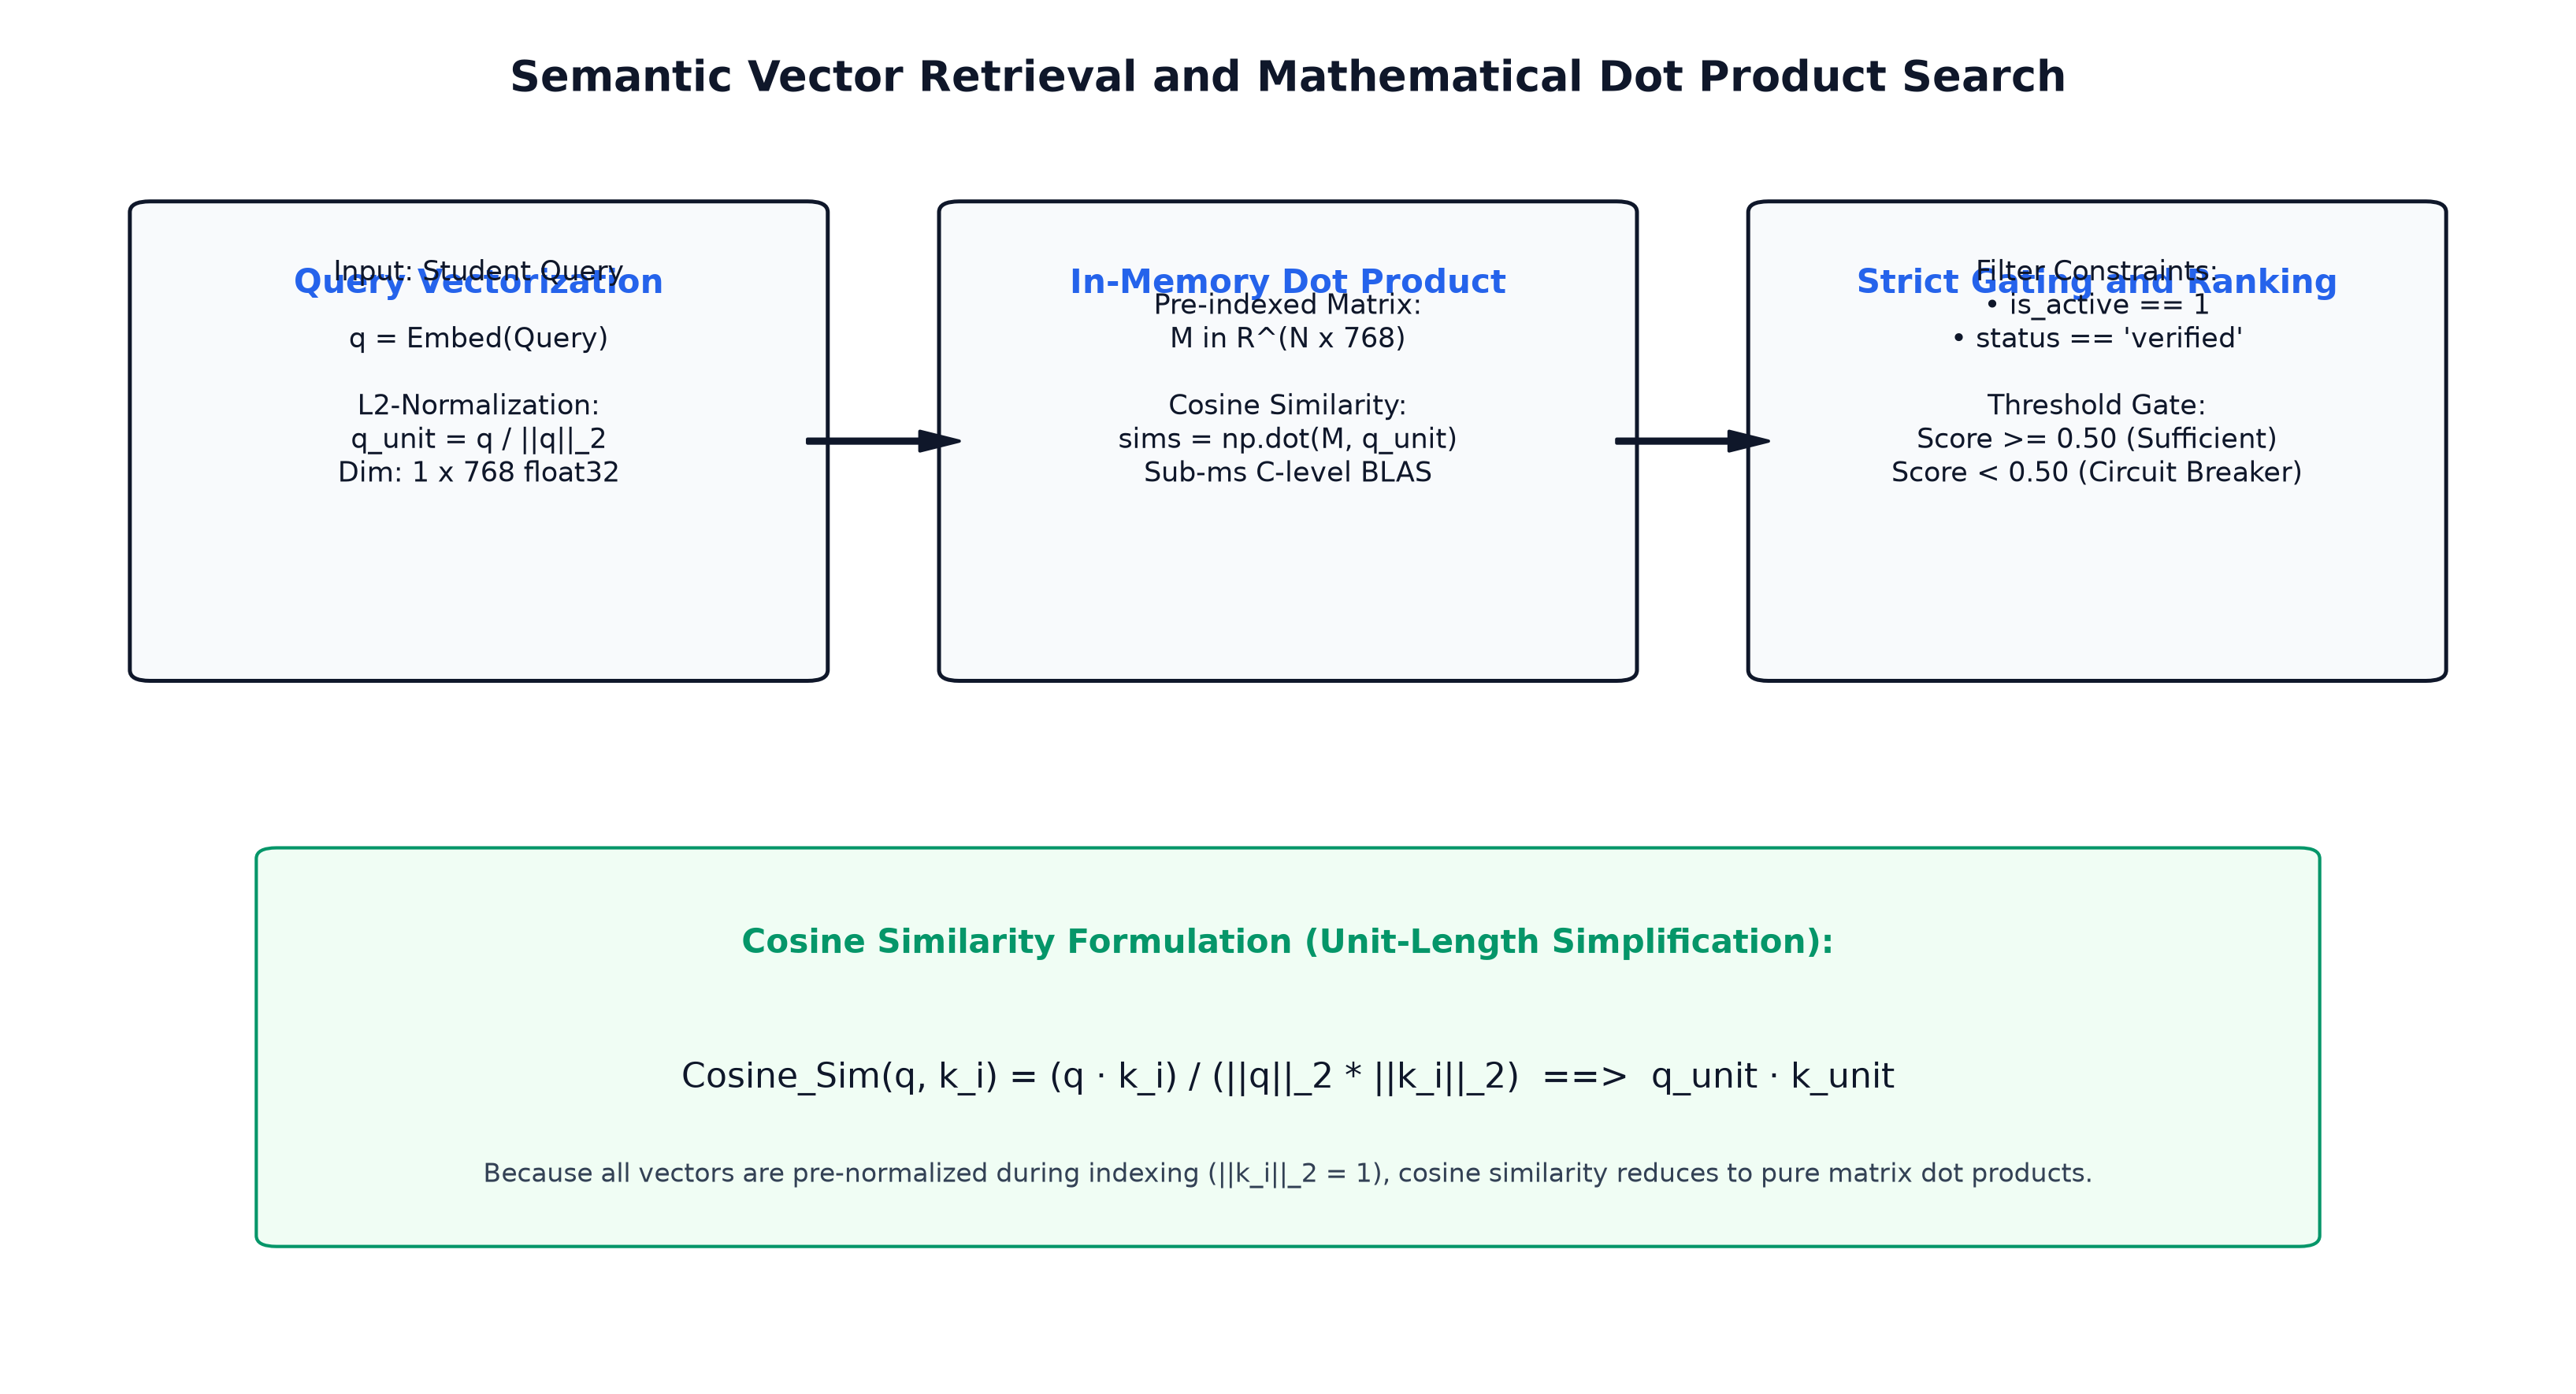 Semantic Vector Retrieval and Mathematical Dot Product Search
Query Vectorization
Input: Student Query
q = Embed(Query)
L2-Normalization:
q_unit = q / ||q||_2
Dim: 1 x 768 float32
In-Memory Dot Product
Pre-indexed Matrix:
M in R^(N x 768)
Cosine Similarity:
sims = np.dot(M, q_unit)
Sub-ms C-level BLAS
Strict Gating and Ranking
Filter Constraints:
• is_active == 1
• status == 'verified'
Threshold Gate:
Score >= 0.50 (Sufficient)
Score < 0.50 (Circuit Breaker)
Cosine Similarity Formulation (Unit-Length Simplification):
Cosine_Sim(q, k_i) = (q · k_i) / (||q||_2 * ||k_i||_2) ==> q_unit · k_unit
Because all vectors are pre-normalized during indexing (||k_i||_2 = 1), cosine similarity reduces to pure matrix dot products.